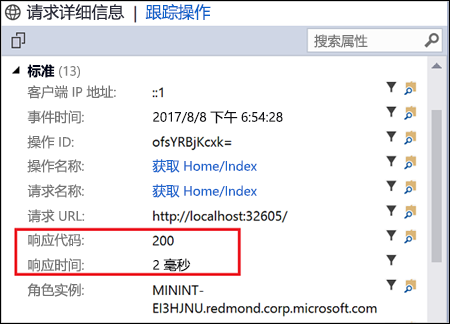 请求详细信息 | 跟踪操作
搜索属性
标准 (13)
客户端 IP 地址: ::1
事件时间: 2017/8/8 下午 6:54:28
操作 ID: ofsYRBjKcxk=
操作名称: 获取 Home/Index
请求名称: 获取 Home/Index
请求 URL: http://localhost:32605/
响应代码: 200
响应时间: 2 毫秒
角色实例: MININT-
EI3HJNU.redmond.corp.microsoft.com